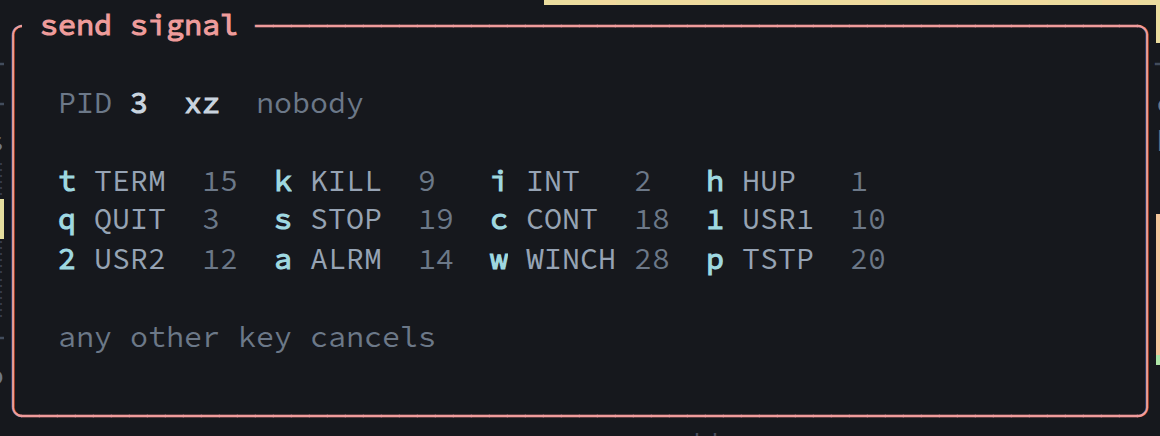 send signal
PID 3 xz nobody
t TERM 15 k KILL 9 i INT 2 h HUP 1
q QUIT 3 s STOP 19 c CONT 18 1 USR1 10
2 USR2 12 a ALRM 14 w WINCH 28 p TSTP 20
any other key cancels